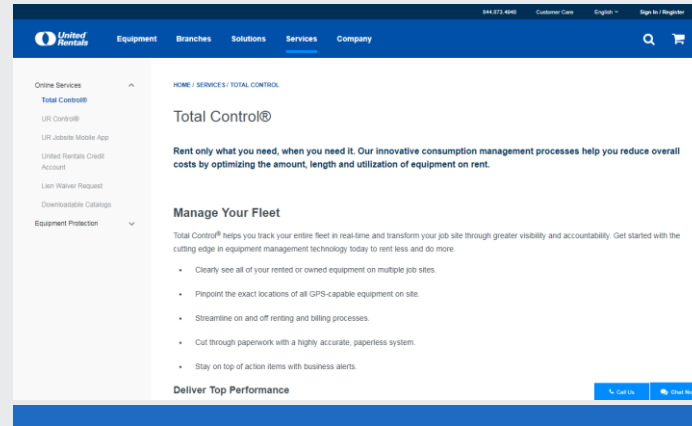 844.873.4948 Customer Care English Sign In / Register
United Rentals Equipment Branches Solutions Services Company
Online Services
Total Control®
UR Control®
UR Jobsite Mobile App
United Rentals Credit
Account
Lien Waiver Request
Downloadable Catalogs
Equipment Protection
HOME / SERVICES / TOTAL CONTROL
Total Control®
Rent only what you need, when you need it. Our innovative consumption management processes help you reduce overall
costs by optimizing the amount, length and utilization of equipment on rent.
Manage Your Fleet
Total Control® helps you track your entire fleet in real-time and transform your job site through greater visibility and accountability. Get started with the
cutting edge in equipment management technology today to rent less and do more.
• Clearly see all of your rented or owned equipment on multiple job sites.
• Pinpoint the exact locations of all GPS-capable equipment on site.
• Streamline on and off renting and billing processes.
• Cut through paperwork with a highly accurate, paperless system.
• Stay on top of action items with business alerts.
Deliver Top Performance
Call Us Chat No